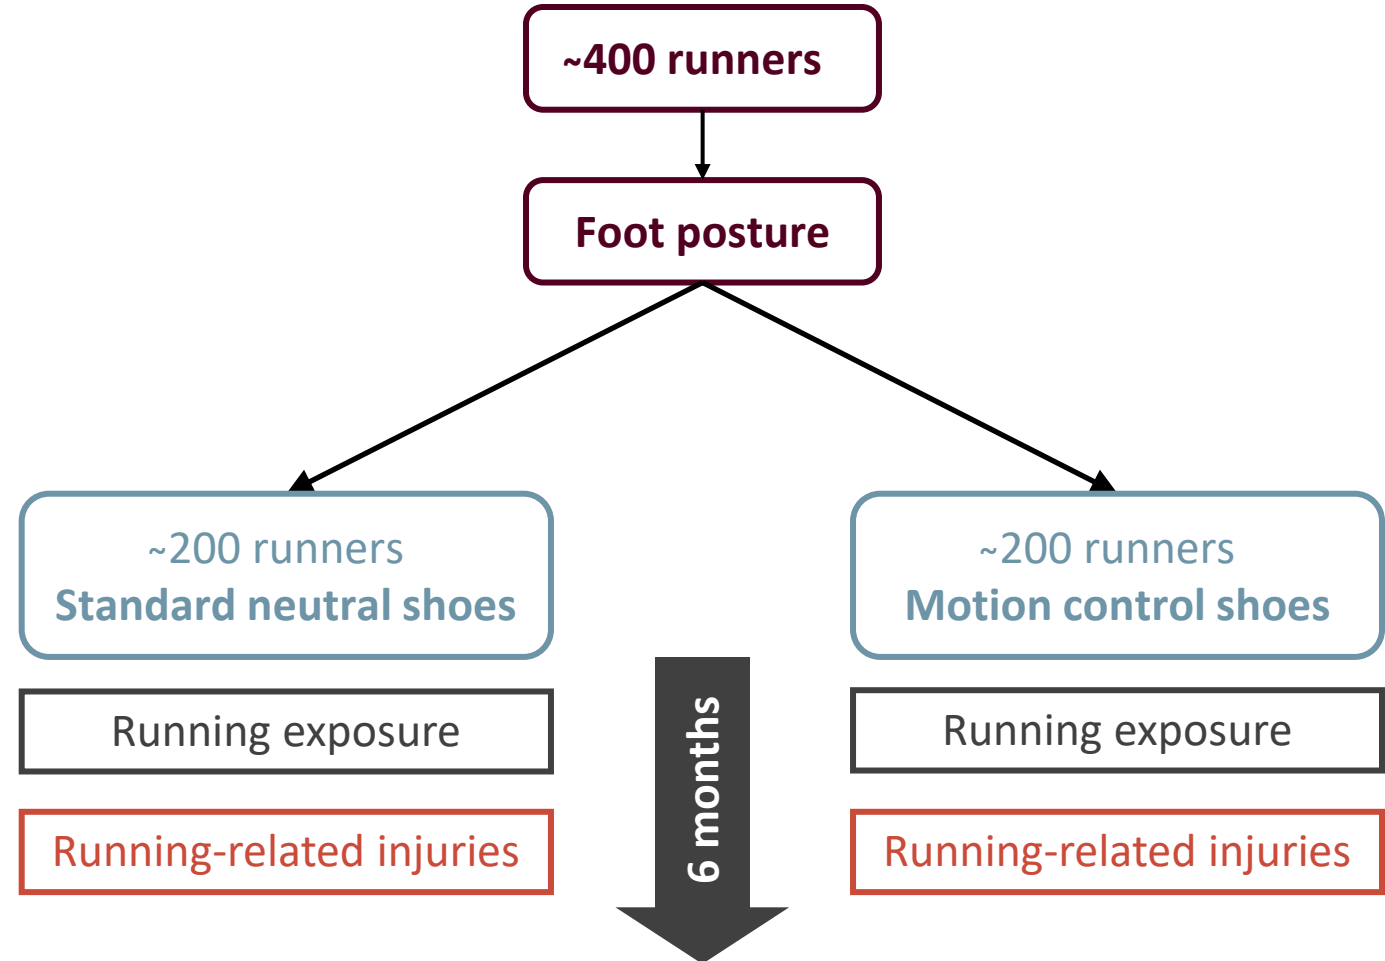 ~400 runners
Foot posture
~200 runners
Standard neutral shoes
~200 runners
Motion control shoes
Running exposure
6 months
Running exposure
Running-related injuries
Running-related injuries